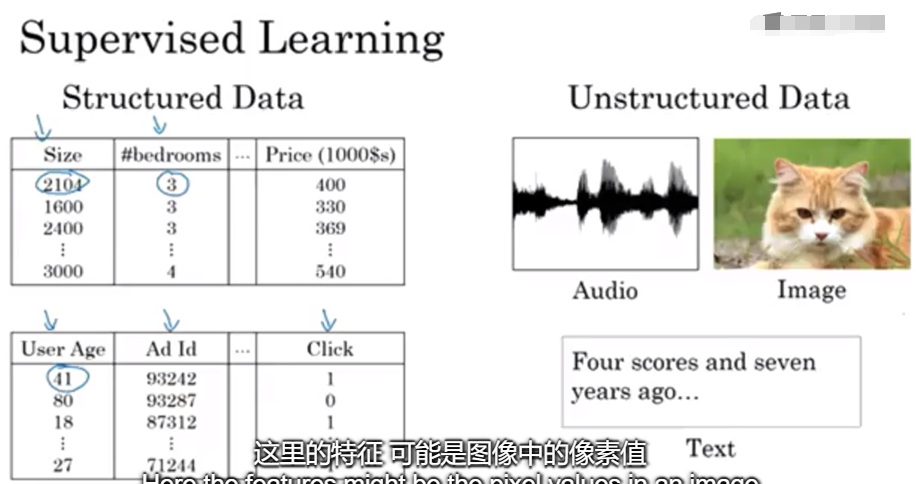 Supervised Learning
Structured Data
Size #bedrooms ... Price (1000$s)
2104 3 400
1600 3 330
2400 3 369
⋮ ⋮ ⋮
3000 4 540
User Age Ad Id ... Click
41 93242 1
80 93287 0
18 87312 1
⋮ ⋮ ⋮
27 71244
Unstructured Data
Audio
Image
Four scores and seven
years ago...
Text
这里的特征 可能是图像中的像素值
Here the features might be the pixel values in an image